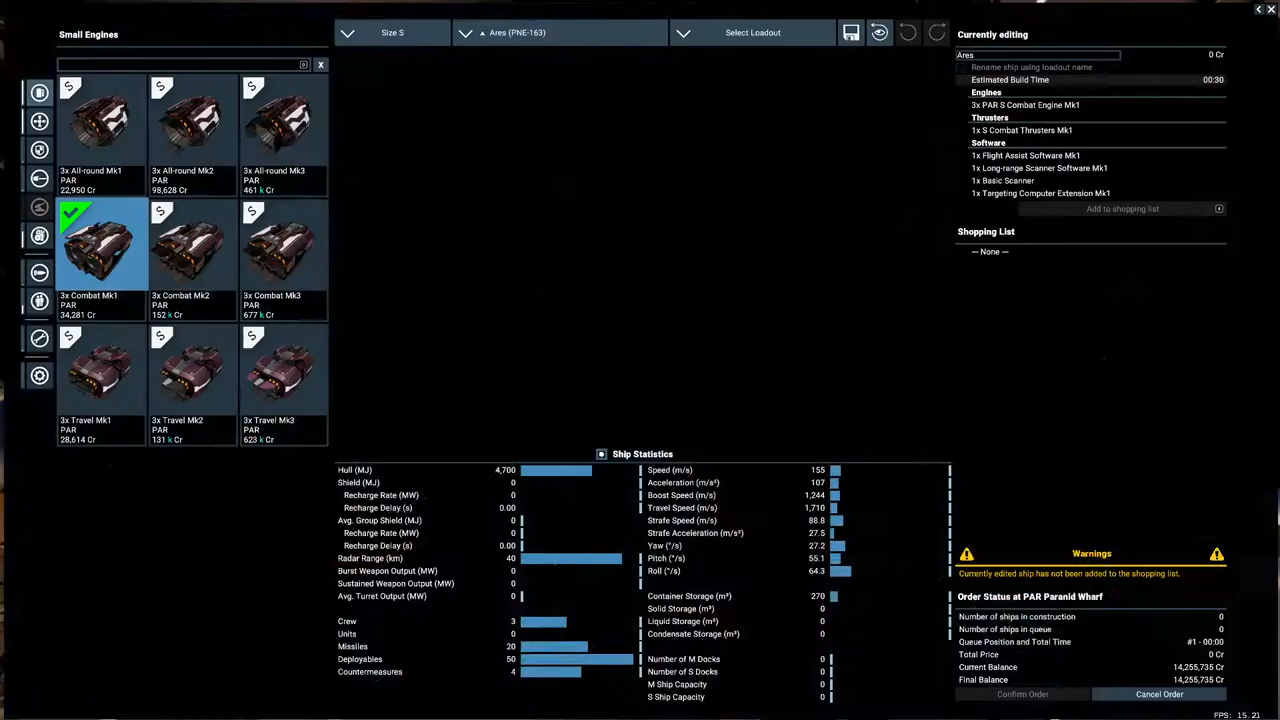 Small Engines
Size S
Ares (PNE-163)
Select Loadout
Currently editing
x
Ares
0 Cr
Rename ship using loadout name
Estimated Build Time 00:30
Engines
3x PAR S Combat Engine Mk1
Thrusters
1x S Combat Thrusters Mk1
Software
1x Flight Assist Software Mk1
1x Long-range Scanner Software Mk1
1x Basic Scanner
1x Targeting Computer Extension Mk1
Add to shopping list
Shopping List
— None —
$ $ $
3x All-round Mk1 3x All-round Mk2 3x All-round Mk3
PAR PAR PAR
22,950 Cr 98,628 Cr 461 k Cr
$ $
3x Combat Mk1 3x Combat Mk2 3x Combat Mk3
PAR PAR PAR
34,281 Cr 152 k Cr 677 k Cr
$ $ $
3x Travel Mk1 3x Travel Mk2 3x Travel Mk3
PAR PAR PAR
28,614 Cr 131 k Cr 623 k Cr
Ship Statistics
Hull (MJ) 4,700
Shield (MJ) 0
Recharge Rate (MW) 0
Recharge Delay (s) 0.00
Avg. Group Shield (MJ) 0
Recharge Rate (MW) 0
Recharge Delay (s) 0.00
Radar Range (km) 40
Burst Weapon Output (MW) 0
Sustained Weapon Output (MW) 0
Avg. Turret Output (MW) 0
Crew 3
Units 0
Missiles 20
Deployables 50
Countermeasures 4
Speed (m/s) 155
Acceleration (m/s²) 107
Boost Speed (m/s) 1,244
Travel Speed (m/s) 1,710
Strafe Speed (m/s) 88.8
Strafe Acceleration (m/s²) 27.5
Yaw (°/s) 27.2
Pitch (°/s) 55.1
Roll (°/s) 64.3
Container Storage (m³) 270
Solid Storage (m³) 0
Liquid Storage (m³) 0
Condensate Storage (m³) 0
Number of M Docks 0
Number of S Docks 0
M Ship Capacity 0
S Ship Capacity 0
Warnings
Currently edited ship has not been added to the shopping list.
Order Status at PAR Paranid Wharf
Number of ships in construction 0
Number of ships in queue 0
Queue Position and Total Time #1 - 00:00
Total Price 0 Cr
Current Balance 14,255,735 Cr
Final Balance 14,255,735 Cr
Confirm Order
Cancel Order
FPS: 15.21